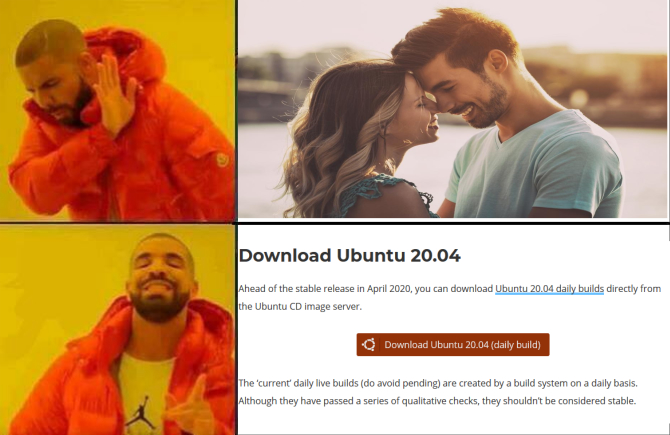 Download Ubuntu 20.04
Ahead of the stable release in April 2020, you can download Ubuntu 20.04 daily builds directly from
the Ubuntu CD image server.
Download Ubuntu 20.04 (daily build)
The ‘current’ daily live builds (do avoid pending) are created by a build system on a daily basis.
Although they have passed a series of qualitative checks, they shouldn’t be considered stable.